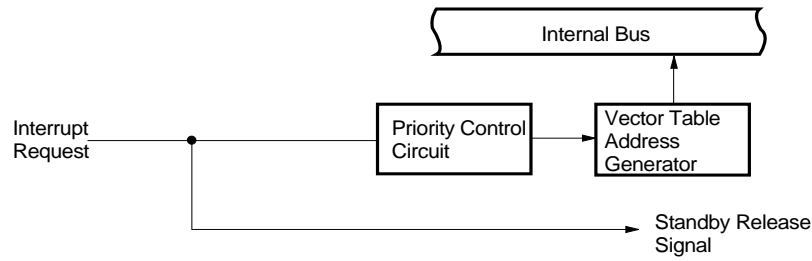 Internal Bus
Interrupt
Request
Priority Control
Circuit
Vector Table
Address
Generator
Standby Release
Signal